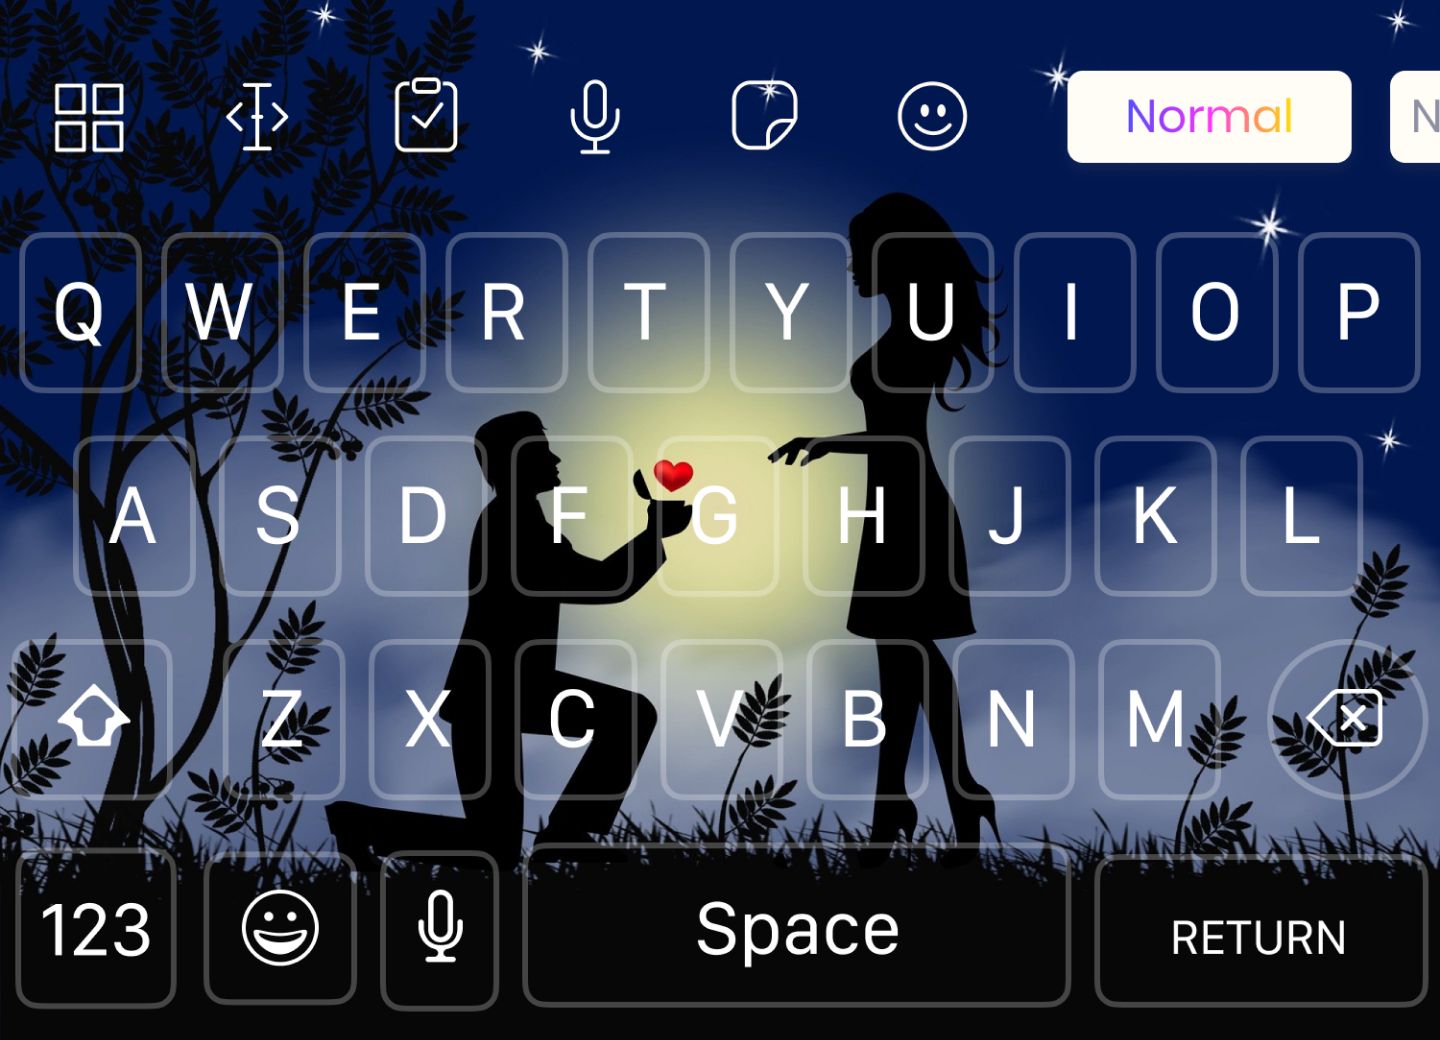 Normal N
Q W E R T Y U I O P
A S D F G H J K L
Z X C V B N M
123 Space RETURN